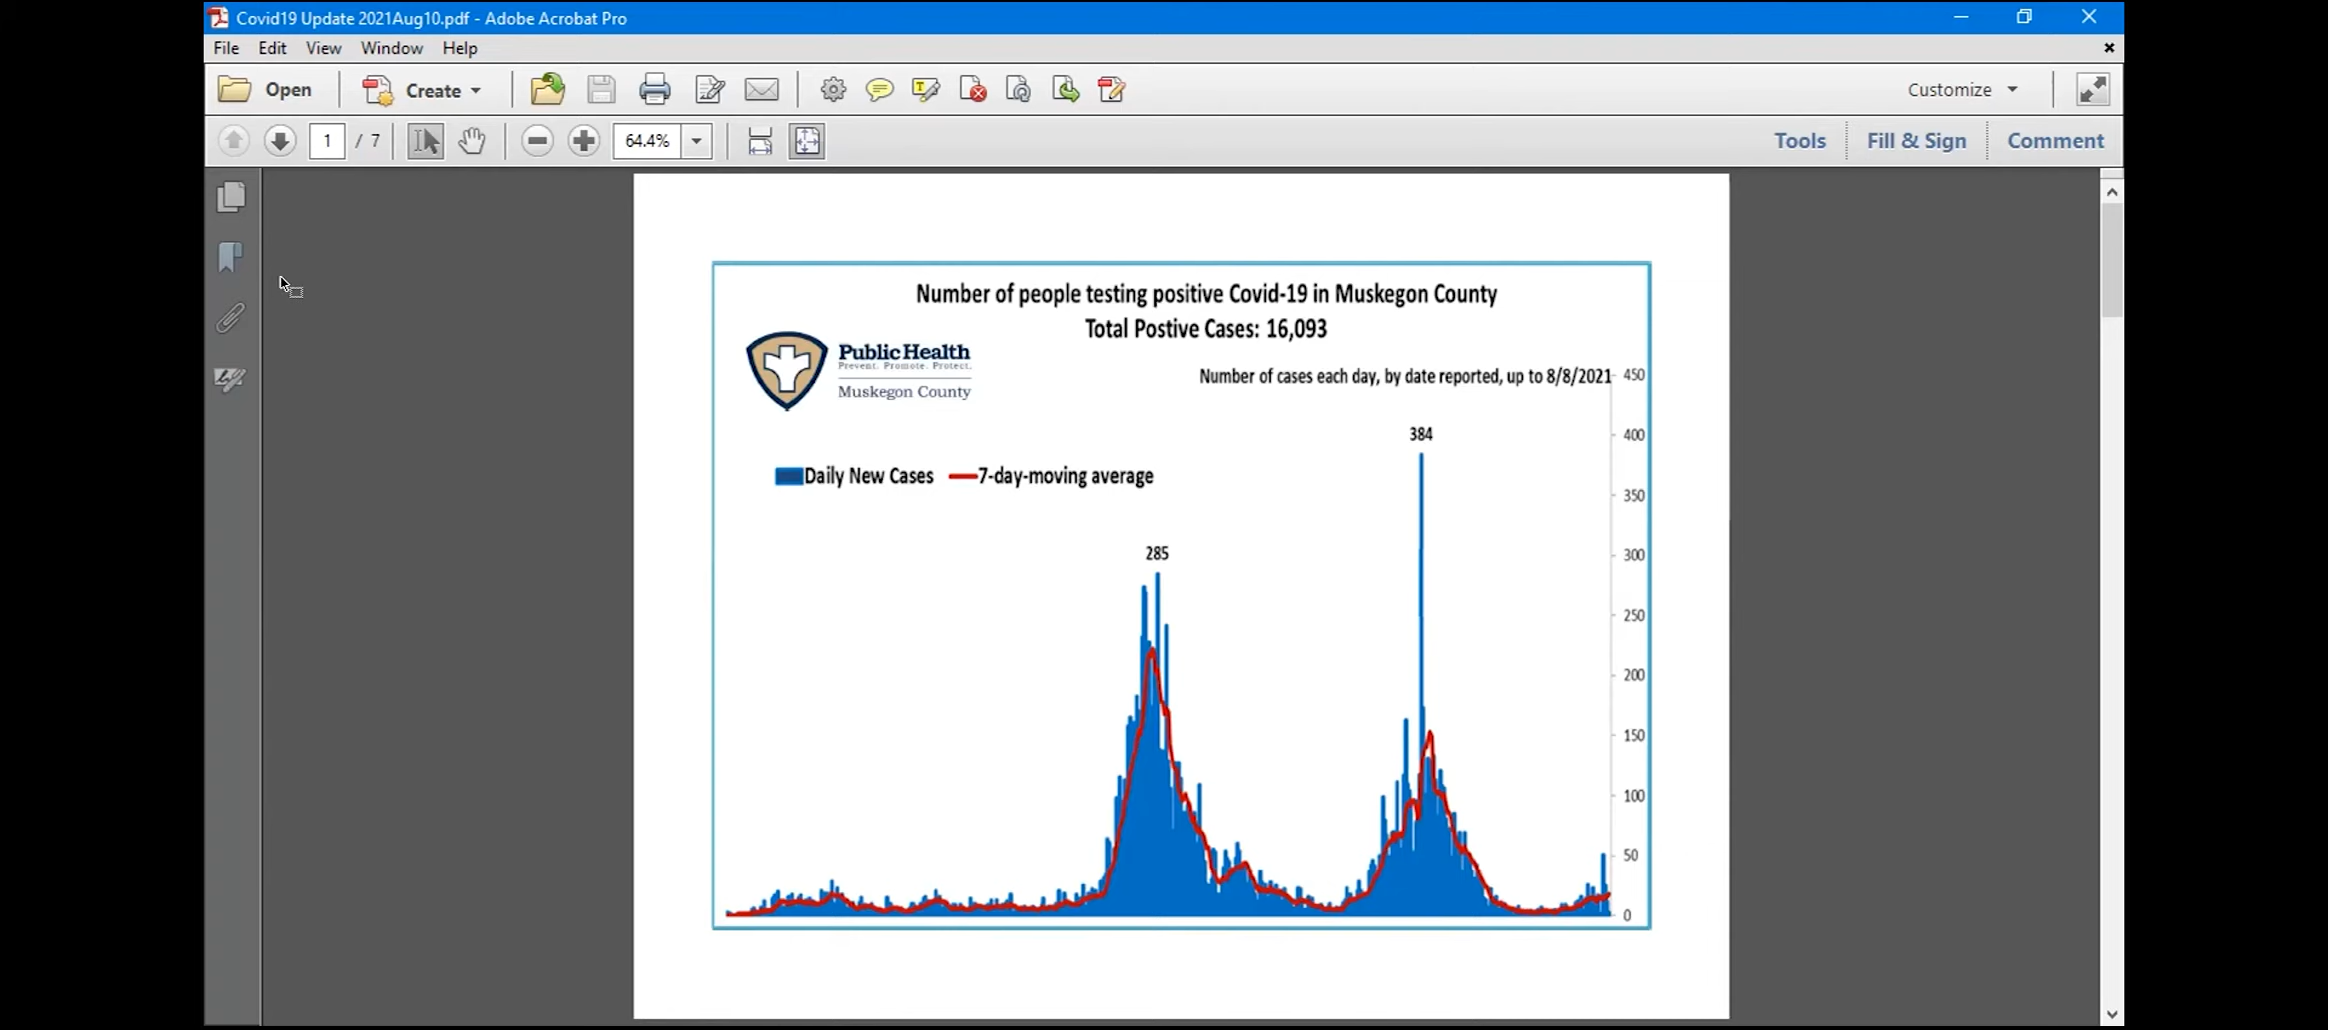 Covid19 Update 2021Aug10.pdf - Adobe Acrobat Pro
File Edit View Window Help
Open Create Customize
1 / 7 64.4% Tools Fill & Sign Comment
Number of people testing positive Covid-19 in Muskegon County
Total Postive Cases: 16,093
Public Health
Prevent. Promote. Protect.
Muskegon County
Number of cases each day, by date reported, up to 8/8/2021
450
384
400
Daily New Cases 7-day-moving average
350
285
300
250
200
150
100
50
0